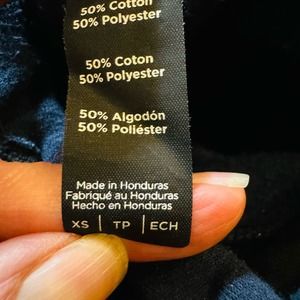 50% Cotton
50% Polyester
50% Coton
50% Polyester
50% Algodón
50% Poliéster
Made in Honduras
Fabriqué au Honduras
Hecho en Honduras
XS | TP | ECH